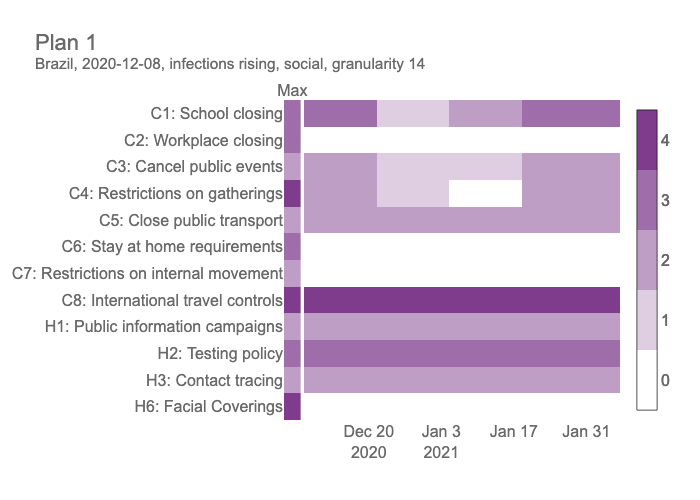 Plan 1
Brazil, 2020-12-08, infections rising, social, granularity 14
Max
C1: School closing
C2: Workplace closing
C3: Cancel public events
C4: Restrictions on gatherings
C5: Close public transport
C6: Stay at home requirements
C7: Restrictions on internal movement
C8: International travel controls
H1: Public information campaigns
H2: Testing policy
H3: Contact tracing
H6: Facial Coverings
4
3
2
1
0
Dec 20 Jan 3 Jan 17 Jan 31
2020 2021